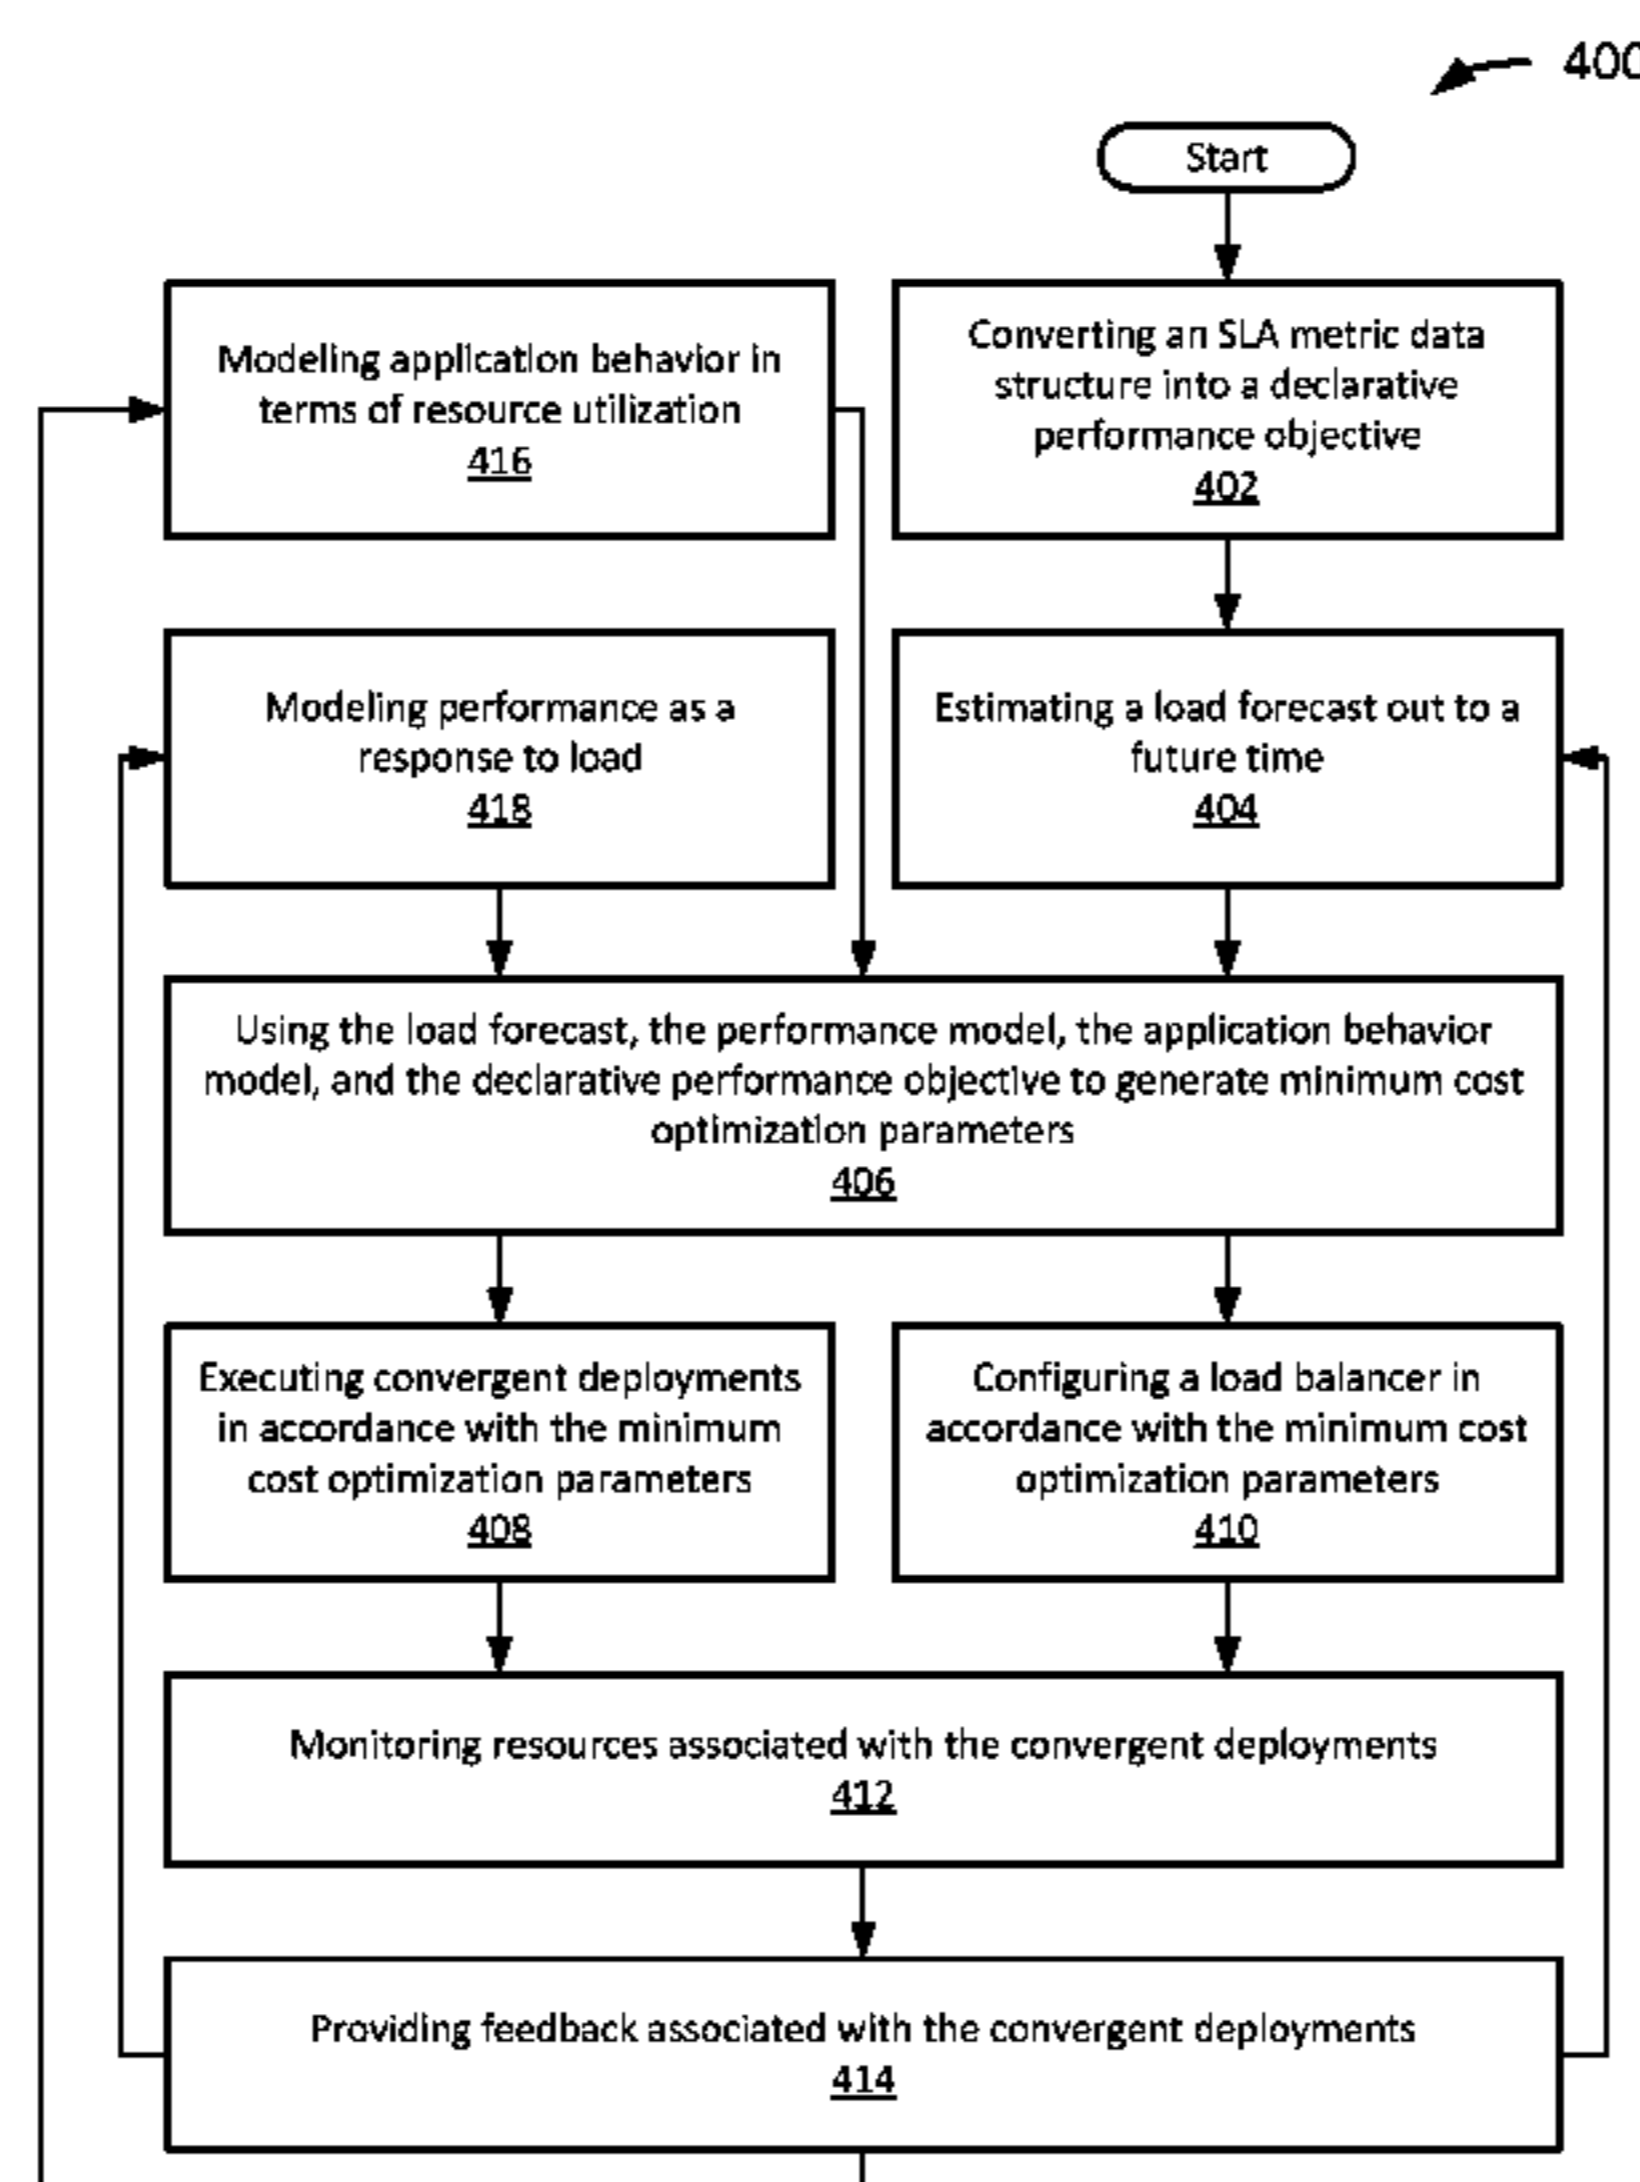 400
Start
Modeling application behavior in
terms of resource utilization
416
Converting an SLA metric data
structure into a declarative
performance objective
402
Modeling performance as a
response to load
418
Estimating a load forecast out to a
future time
404
Using the load forecast, the performance model, the application behavior
model, and the declarative performance objective to generate minimum cost
optimization parameters
406
Executing convergent deployments
in accordance with the minimum
cost optimization parameters
408
Configuring a load balancer in
accordance with the minimum cost
optimization parameters
410
Monitoring resources associated with the convergent deployments
412
Providing feedback associated with the convergent deployments
414